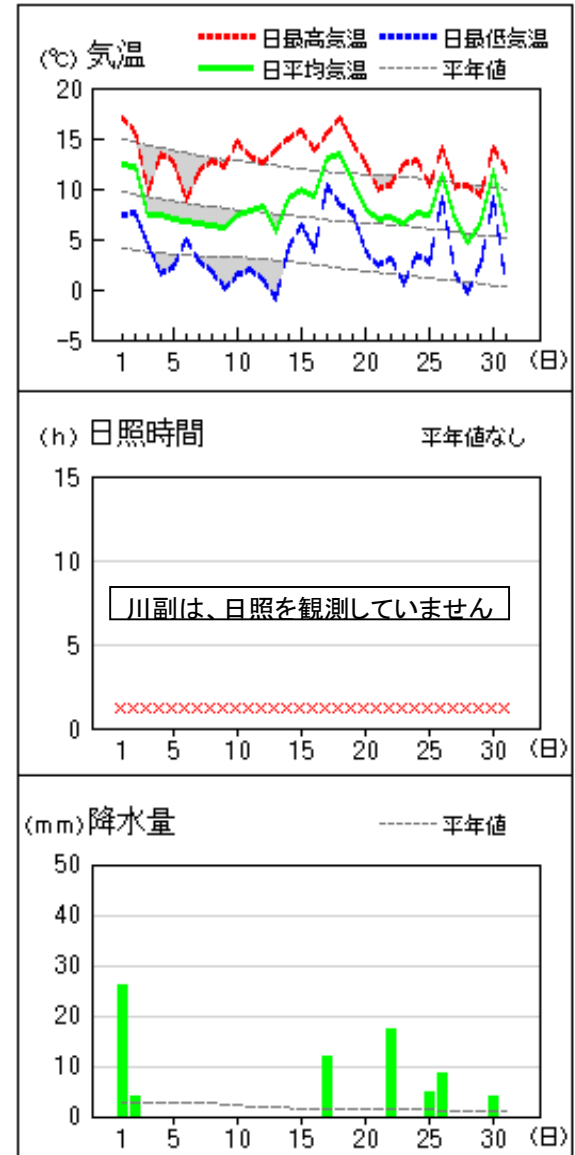 日最高気温 日最低気温
(℃) 気温
日平均気温 平年値
20
15
10
5
0
-5
1 5 10 15 20 25 30 (日)
(h) 日照時間 平年値なし
15
10
川副は、日照を観測していません
5
0
1 5 10 15 20 25 30 (日)
(mm) 降水量 平年値
50
40
30
20
10
0
1 5 10 15 20 25 30 (日)